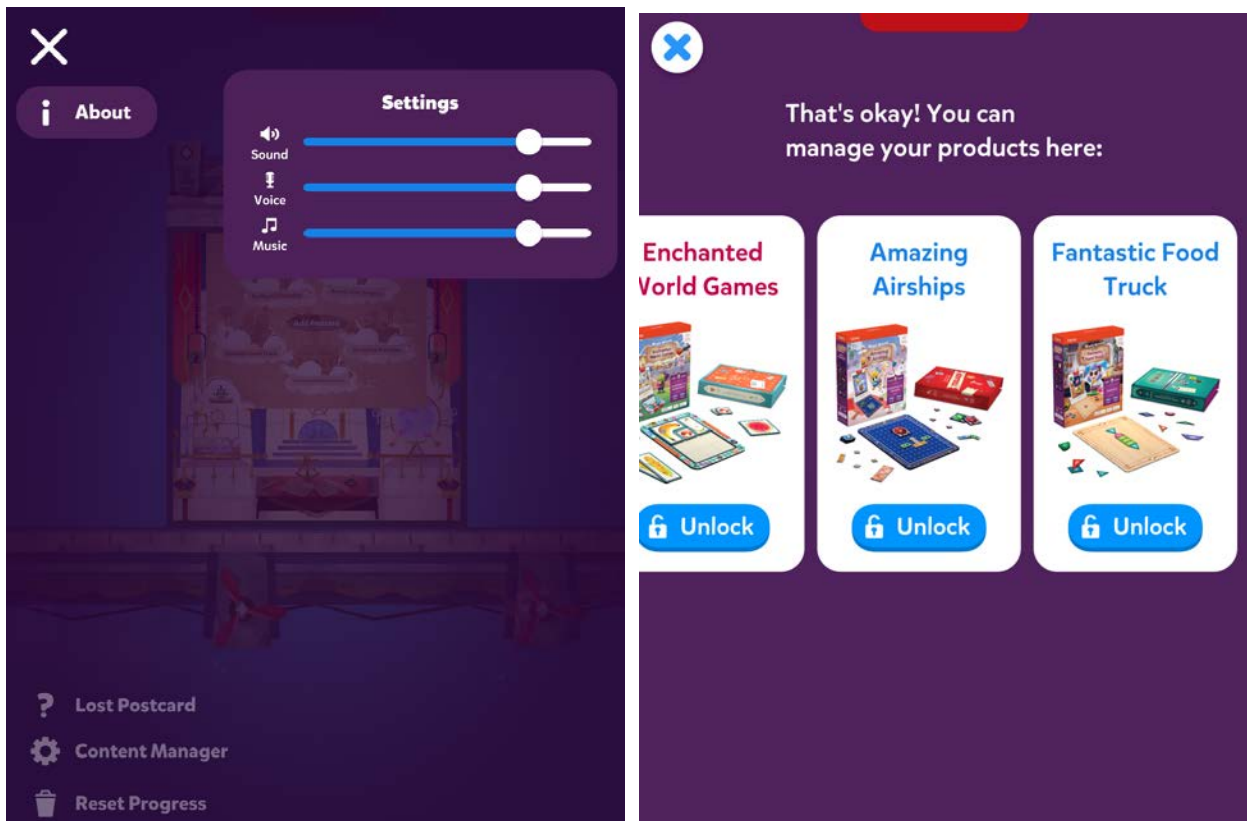 About
Settings
Sound
Voice
Music
Lost Postcard
Content Manager
Reset Progress
That's okay! You can
manage your products here:
Enchanted
World Games
Unlock
Amazing
Airships
Unlock
Fantastic Food
Truck
Unlock